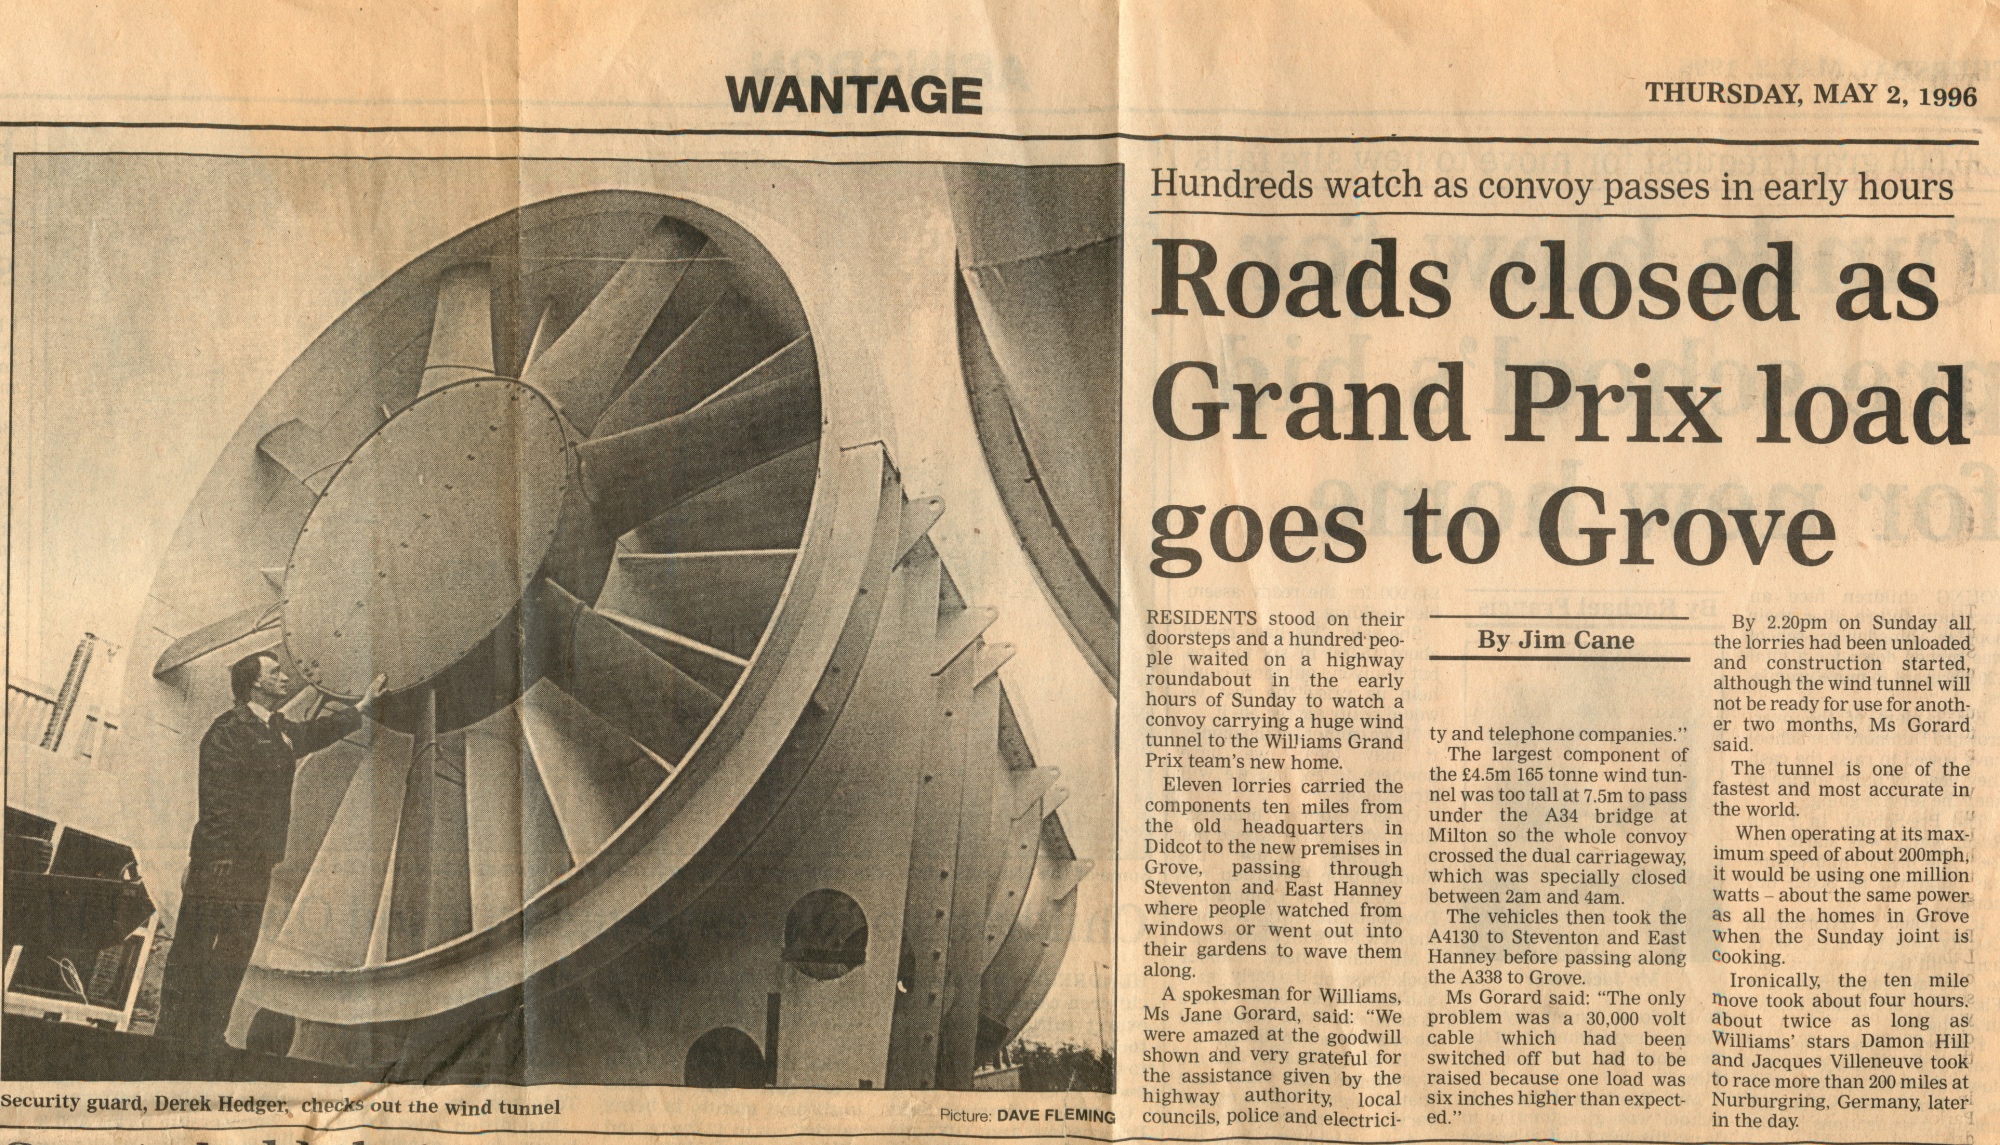 WANTAGE
THURSDAY, MAY 2, 1996
Hundreds watch as convoy passes in early hours
Roads closed as
Grand Prix load
goes to Grove
RESIDENTS stood on their
doorsteps and a hundred peo-
ple waited on a highway
roundabout in the early
hours of Sunday to watch a
convoy carrying a huge wind
tunnel to the Williams Grand
Prix team's new home.
Eleven lorries carried the
components ten miles from
the old headquarters in
Didcot to the new premises in
Grove, passing through
Steventon and East Hanney
where people watched from
windows or went out into
their gardens to wave them
along.
A spokesman for Williams,
Ms Jane Gorard, said: "We
were amazed at the goodwill
shown and very grateful for
the assistance given by the
highway authority, local
councils, police and electrici-
By Jim Cane
ty and telephone companies."
The largest component of
the £4.5m 165 tonne wind tun-
nel was too tall at 7.5m to pass
under the A34 bridge at
Milton so the whole convoy
crossed the dual carriageway,
which was specially closed
between 2am and 4am.
The vehicles then took the
A4130 to Steventon and East
Hanney before passing along
the A338 to Grove.
Ms Gorard said: "The only
problem was a 30,000 volt
cable which had been
switched off but had to be
raised because one load was
six inches higher than expect-
ed."
By 2.20pm on Sunday all
the lorries had been unloaded
and construction started,
although the wind tunnel will
not be ready for use for anoth-
er two months, Ms Gorard
said.
The tunnel is one of the
fastest and most accurate in
the world.
When operating at its max-
imum speed of about 200mph,
it would be using one million
watts – about the same power
as all the homes in Grove
when the Sunday joint is
cooking.
Ironically, the ten mile
move took about four hours,
about twice as long as
Williams' stars Damon Hill
and Jacques Villeneuve took
to race more than 200 miles at
Nurburgring, Germany, later
in the day.
Security guard, Derek Hedger, checks out the wind tunnel
Picture: DAVE FLEMING